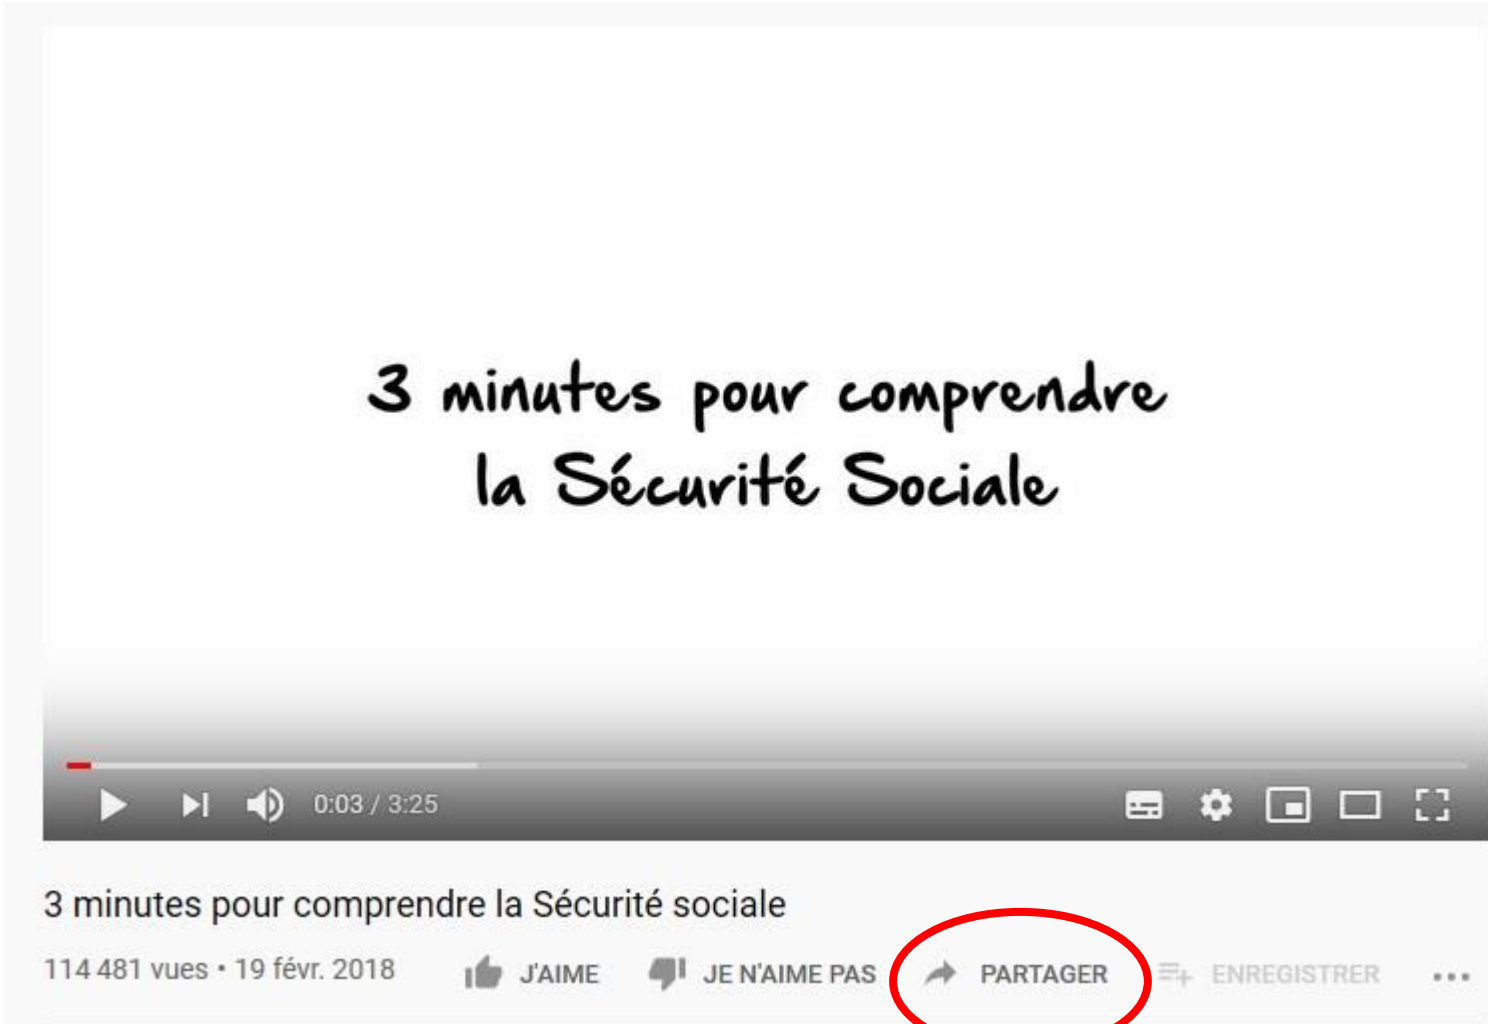 3 minutes pour comprendre
la Sécurité Sociale
0:03 / 3:25
3 minutes pour comprendre la Sécurité sociale
114 481 vues • 19 févr. 2018 J'AIME JE N'AIME PAS PARTAGER ENREGISTRER